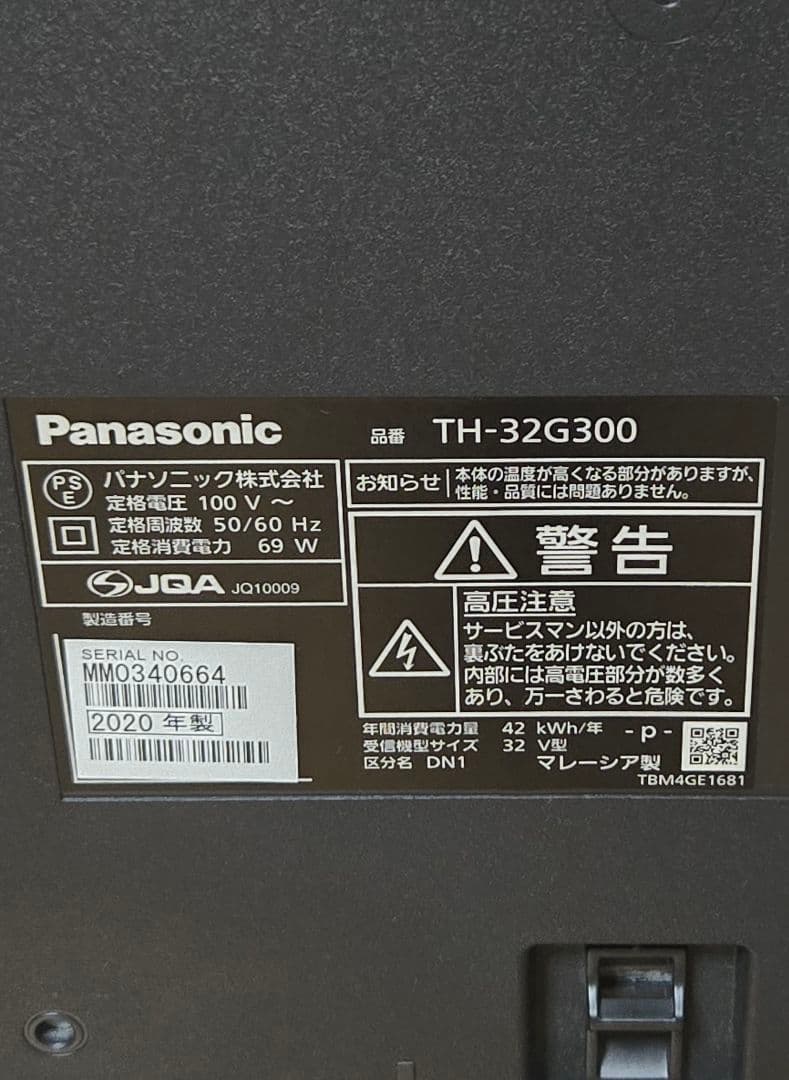 Panasonic
品番 TH-32G300
PSE
パナソニック株式会社
定格電圧 100 V ～
定格周波数 50/60 Hz
定格消費電力 69 W
JQA JQ10009
お知らせ
本体の温度が高くなる部分がありますが、
性能・品質には問題ありません。
警告
高圧注意
サービスマン以外の方は、
裏ぶたをあけないでください。
内部には高電圧部分が数多く
あり、万一さわると危険です。
製造番号
SERIAL NO.
MM0340664
2020 年製
年間消費電力量 42 kWh/年
受信機型サイズ 32 V型
区分名 DN1
-p-
マレーシア製
TBM4GE1681